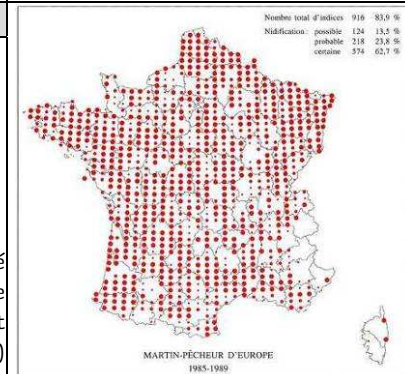 Nombre total d'indices 916 83,9 %
Nidification: possible 124 13,5 %
probable 218 23,8 %
certaine 574 62,7 %
MARTIN-PÊCHEUR D'EUROPE
1985-1989